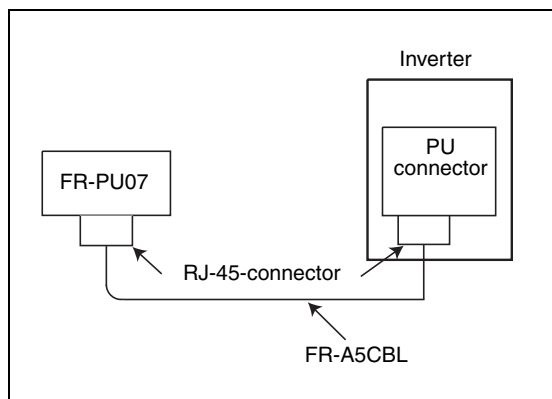 Inverter
PU
connector
FR-PU07
RJ-45-connector
FR-A5CBL